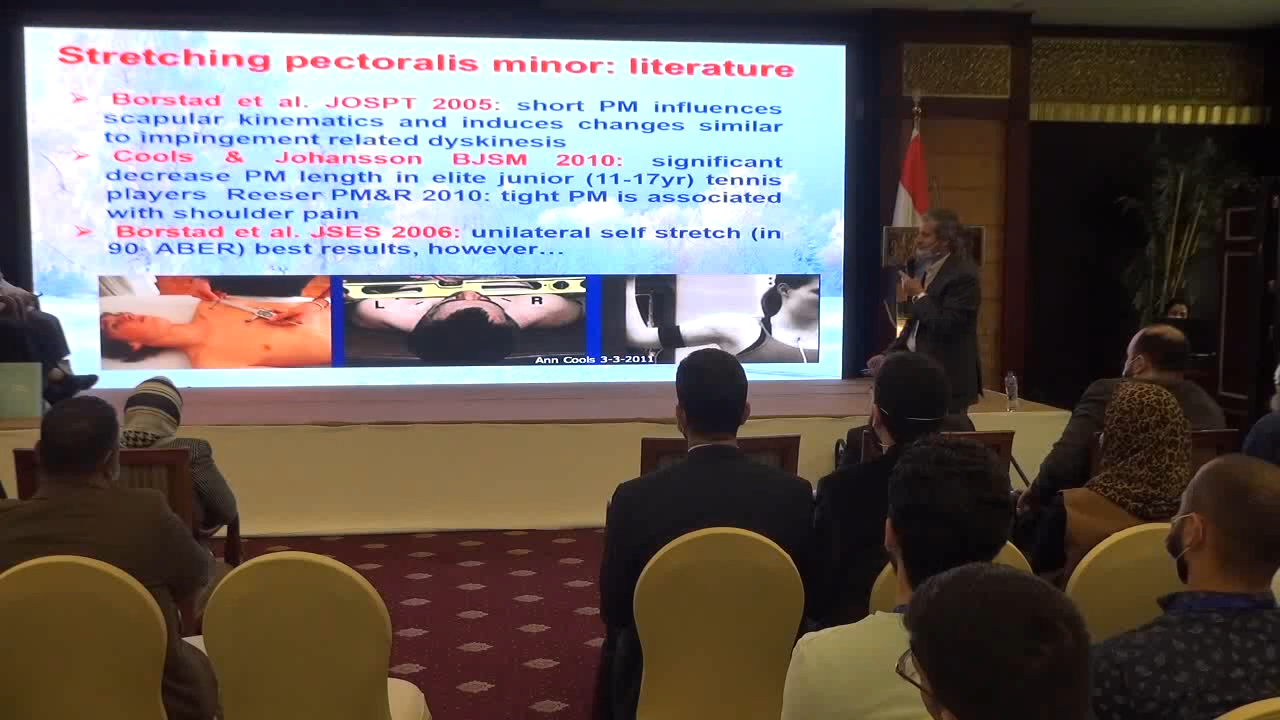 Stretching pectoralis minor: literature
➢ Borstad et al. JOSPT 2005: short PM influences
scapular kinematics and induces changes similar
to impingement related dyskinesis
➢ Cools & Johansson BJSM 2010: significant
decrease PM length in elite junior (11-17yr) tennis
players Reeser PM&R 2010: tight PM is associated
with shoulder pain
➢ Borstad et al. JSES 2006: unilateral self stretch (in
90° ABER) best results, however…
L R
Ann Cools 3-3-2011